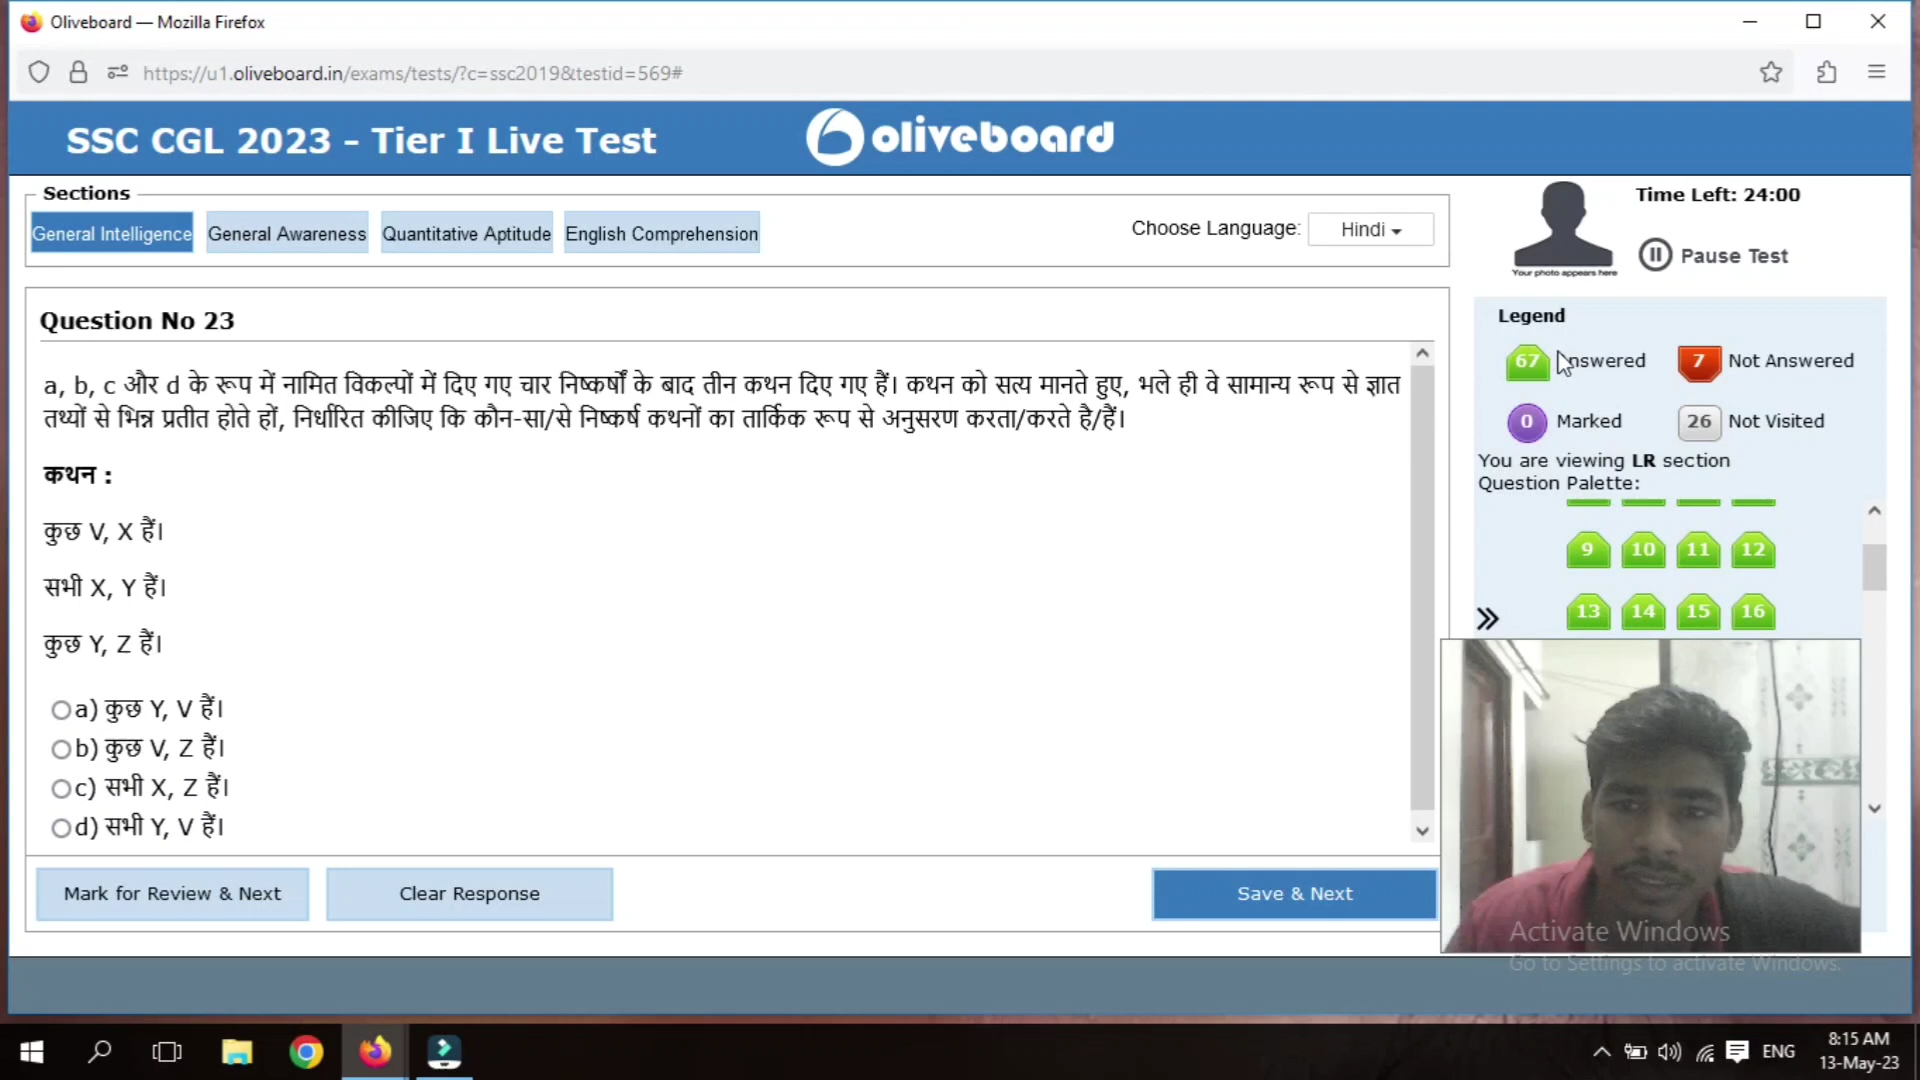 Oliveboard — Mozilla Firefox
https://u1.oliveboard.in/exams/tests/?c=ssc2019&testid=569#
SSC CGL 2023 - Tier I Live Test
oliveboard
Sections
General Intelligence
General Awareness
Quantitative Aptitude
English Comprehension
Choose Language:
Hindi
Your photo appears here
Time Left: 24:00
Pause Test
Question No 23
a, b, c और d के रूप में नामित विकल्पों में दिए गए चार निष्कर्षों के बाद तीन कथन दिए गए हैं। कथन को सत्य मानते हुए, भले ही वे सामान्य रूप से ज्ञात
तथ्यों से भिन्न प्रतीत होते हों, निर्धारित कीजिए कि कौन-सा/से निष्कर्ष कथनों का तार्किक रूप से अनुसरण करता/करते है/हैं।
कथन :
कुछ V, X हैं।
सभी X, Y हैं।
कुछ Y, Z हैं।
a) कुछ Y, V हैं।
b) कुछ V, Z हैं।
c) सभी X, Z हैं।
d) सभी Y, V हैं।
Mark for Review & Next
Clear Response
Save & Next
Legend
67
7 Not Answered
0 Marked
26 Not Visited
You are viewing LR section
Question Palette:
9 10 11 12
13 14 15 16
Activate Windows
Go to Settings to activate Windows.
ENG
8:15 AM
13-May-23